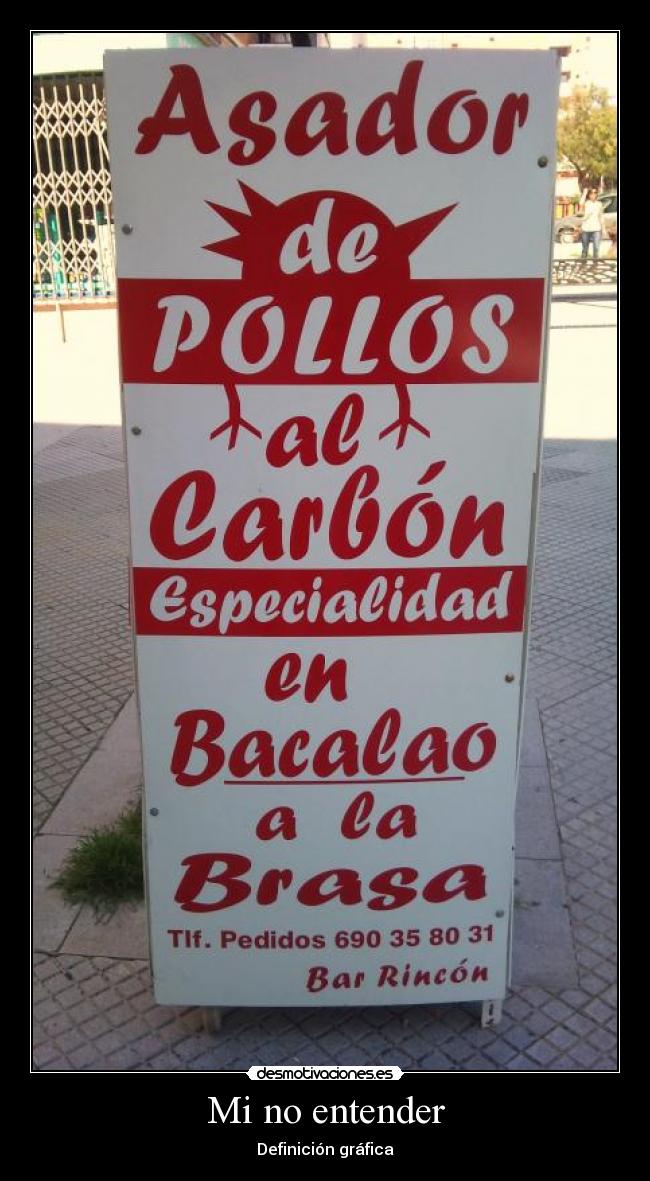 Asador
de
POLLOS
al
Carbón
Especialidad
en
Bacalao
a la
Brasa
Tlf. Pedidos 690 35 80 31
Bar Rincón
desmotivaciones.es
Mi no entender
Definición gráfica